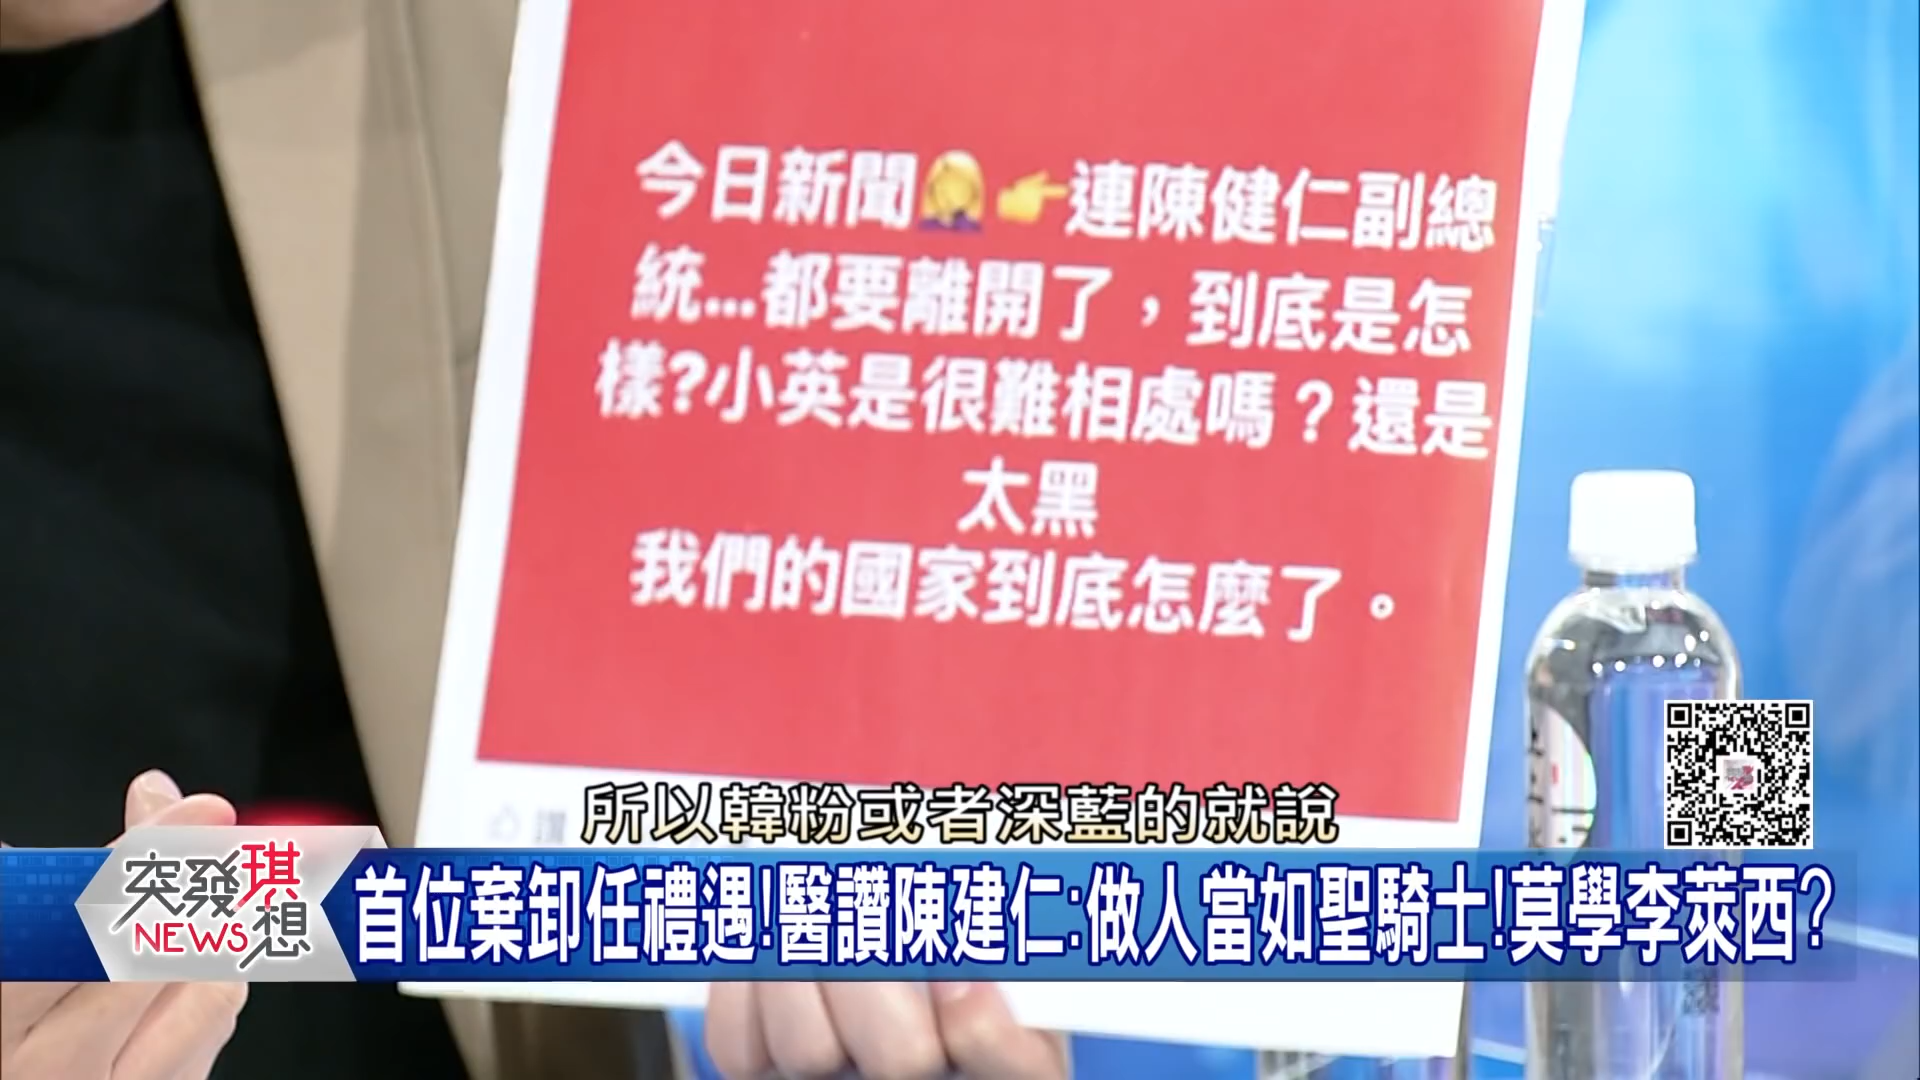 今日新聞🤦‍♀️👉連陳健仁副總
統...都要離開了，到底是怎
樣?小英是很難相處嗎？還是
太黑
我們的國家到底怎麼了。
讚
所以韓粉或者深藍的就說
突發琪想
NEWS
首位棄卸任禮遇!醫讚陳建仁:做人當如聖騎士!莫學李萊西?